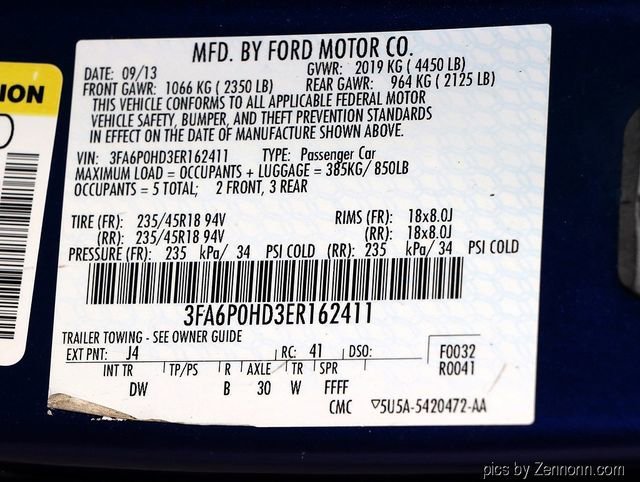 MFD. BY FORD MOTOR CO.
DATE: 09/13 GVWR: 2019 KG ( 4450 LB)
FRONT GAWR: 1066 KG ( 2350 LB) REAR GAWR: 964 KG ( 2125 LB)
THIS VEHICLE CONFORMS TO ALL APPLICABLE FEDERAL MOTOR
VEHICLE SAFETY, BUMPER, AND THEFT PREVENTION STANDARDS
IN EFFECT ON THE DATE OF MANUFACTURE SHOWN ABOVE.
VIN: 3FA6P0HD3ER162411 TYPE: Passenger Car
MAXIMUM LOAD = OCCUPANTS + LUGGAGE = 385KG/ 850LB
OCCUPANTS = 5 TOTAL; 2 FRONT, 3 REAR
TIRE (FR): 235/45R18 94V RIMS (FR): 18x8.0J
(RR): 235/45R18 94V (RR): 18x8.0J
PRESSURE (FR): 235 kPa/ 34 PSI COLD (RR): 235 kPa/ 34 PSI COLD
3FA6P0HD3ER162411
TRAILER TOWING - SEE OWNER GUIDE
EXT PNT: J4 RC: 41 DSO: F0032
INT TR TP/PS R AXLE TR SPR R0041
DW B 30 W FFFF
CMC ▽5U5A-5420472-AA
ION
pics by Zennonn.com